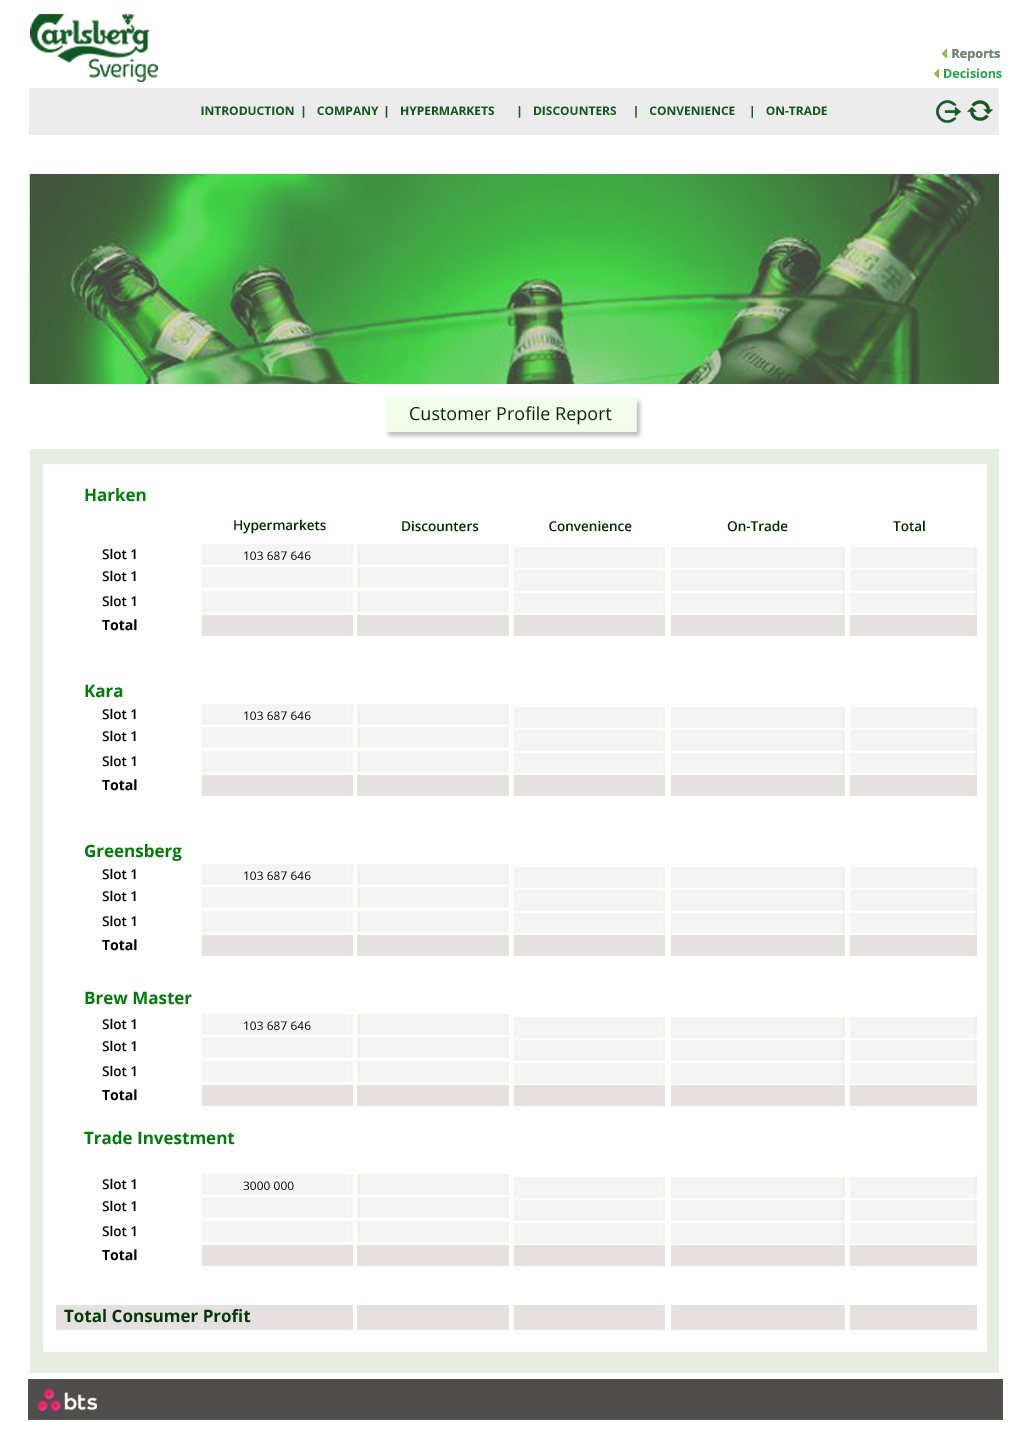 Carlsberg
Sverige
Reports
Decisions
INTRODUCTION | COMPANY | HYPERMARKETS | DISCOUNTERS | CONVENIENCE | ON-TRADE
Customer Profile Report
Harken
Hypermarkets Discounters Convenience On-Trade Total
Slot 1 103 687 646
Slot 1
Slot 1
Total
Kara
Slot 1 103 687 646
Slot 1
Slot 1
Total
Greensberg
Slot 1 103 687 646
Slot 1
Slot 1
Total
Brew Master
Slot 1 103 687 646
Slot 1
Slot 1
Total
Trade Investment
Slot 1 3000 000
Slot 1
Slot 1
Total
Total Consumer Profit
bts